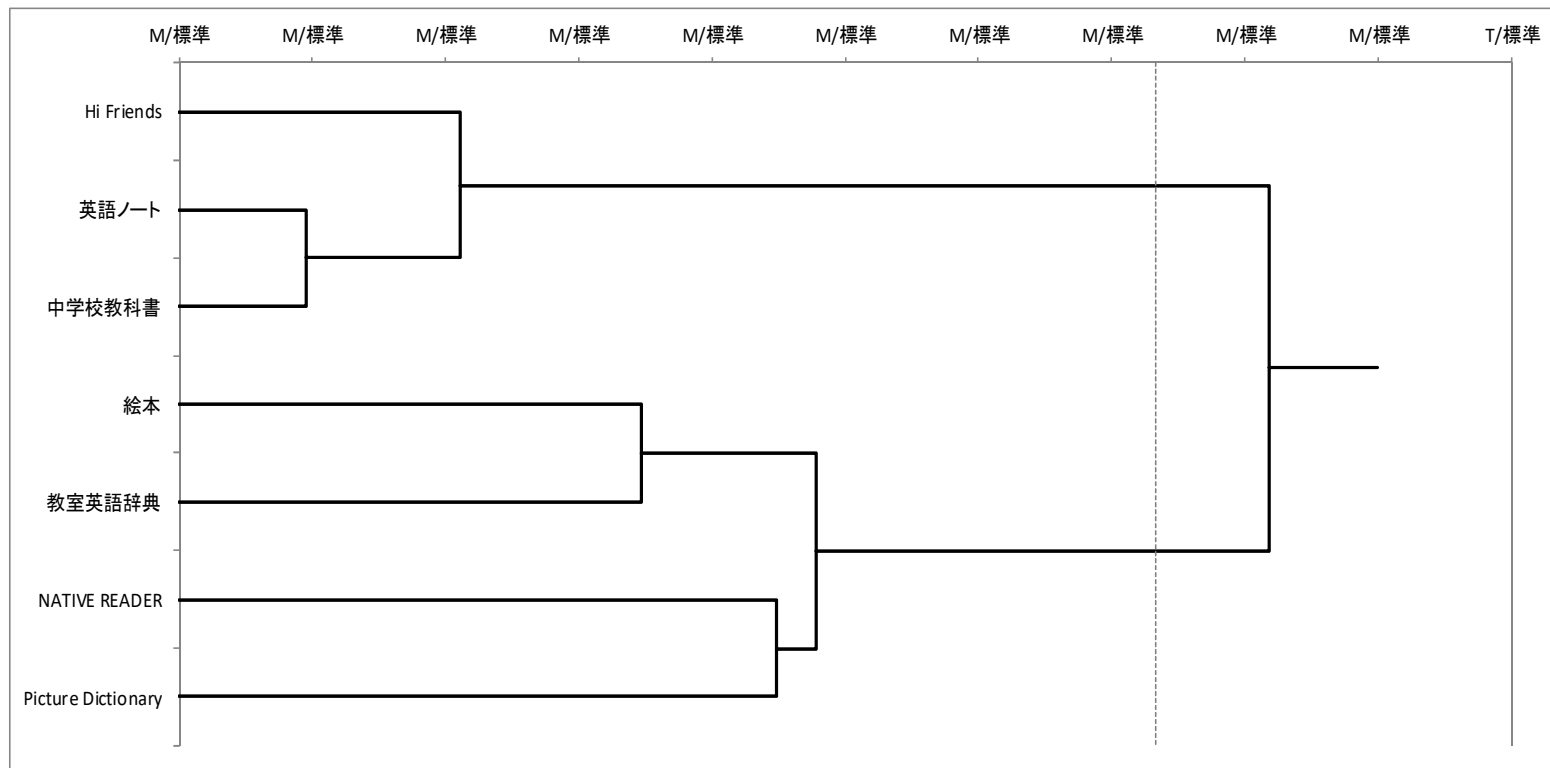 M/標準 M/標準 M/標準 M/標準 M/標準 M/標準 M/標準 M/標準 M/標準 M/標準 T/標準
Hi Friends
英語ノート
中学校教科書
絵本
教室英語辞典
NATIVE READER
Picture Dictionary